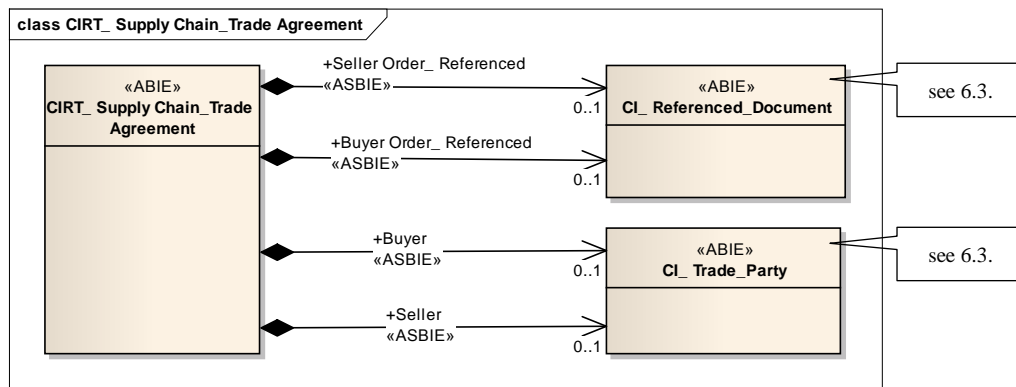 class CIRT_ Supply Chain_Trade Agreement
«ABIE»
CIRT_ Supply Chain_Trade
Agreement
+Seller Order_ Referenced
«ASBIE»
0..1
+Buyer Order_ Referenced
«ASBIE»
0..1
«ABIE»
CI_ Referenced_Document
see 6.3.
+Buyer
«ASBIE»
0..1
+Seller
«ASBIE»
0..1
«ABIE»
CI_ Trade_Party
see 6.3.